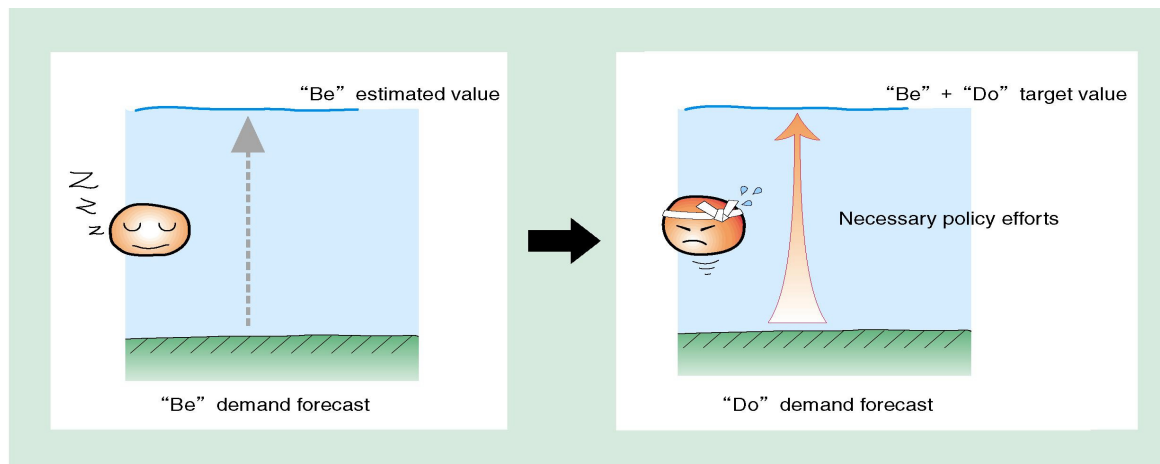 “Be” estimated value
N
N
N
“Be” demand forecast
“Be” + “Do” target value
Necessary policy efforts
“Do” demand forecast